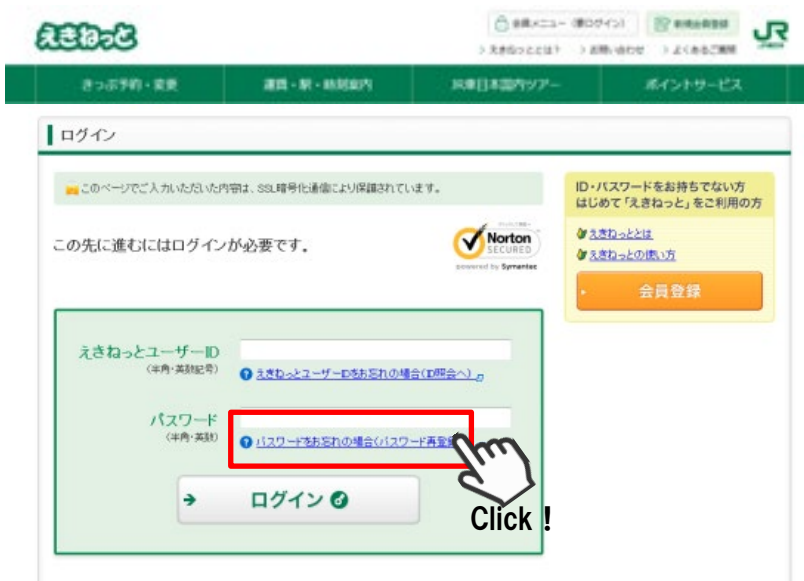 えきねっと
会員メニュー（要ログイン）
新規会員登録
JR
> えきねっととは？ > お問い合わせ > よくあるご質問
きっぷ予約・変更
運賃・駅・時刻案内
JR東日本国内ツアー
ポイントサービス
ログイン
このページでご入力いただいた内容は、SSL暗号化通信により保護されています。
この先に進むにはログインが必要です。
Norton
SECURED
powered by Symantec
ID・パスワードをお持ちでない方
はじめて「えきねっと」をご利用の方
えきねっととは
えきねっとの使い方
会員登録
えきねっとユーザーID
(半角・英数記号)
えきねっとユーザーIDをお忘れの場合(ID照会へ)
パスワード
(半角・英数)
パスワードをお忘れの場合(パスワード再登録
ログイン
Click！